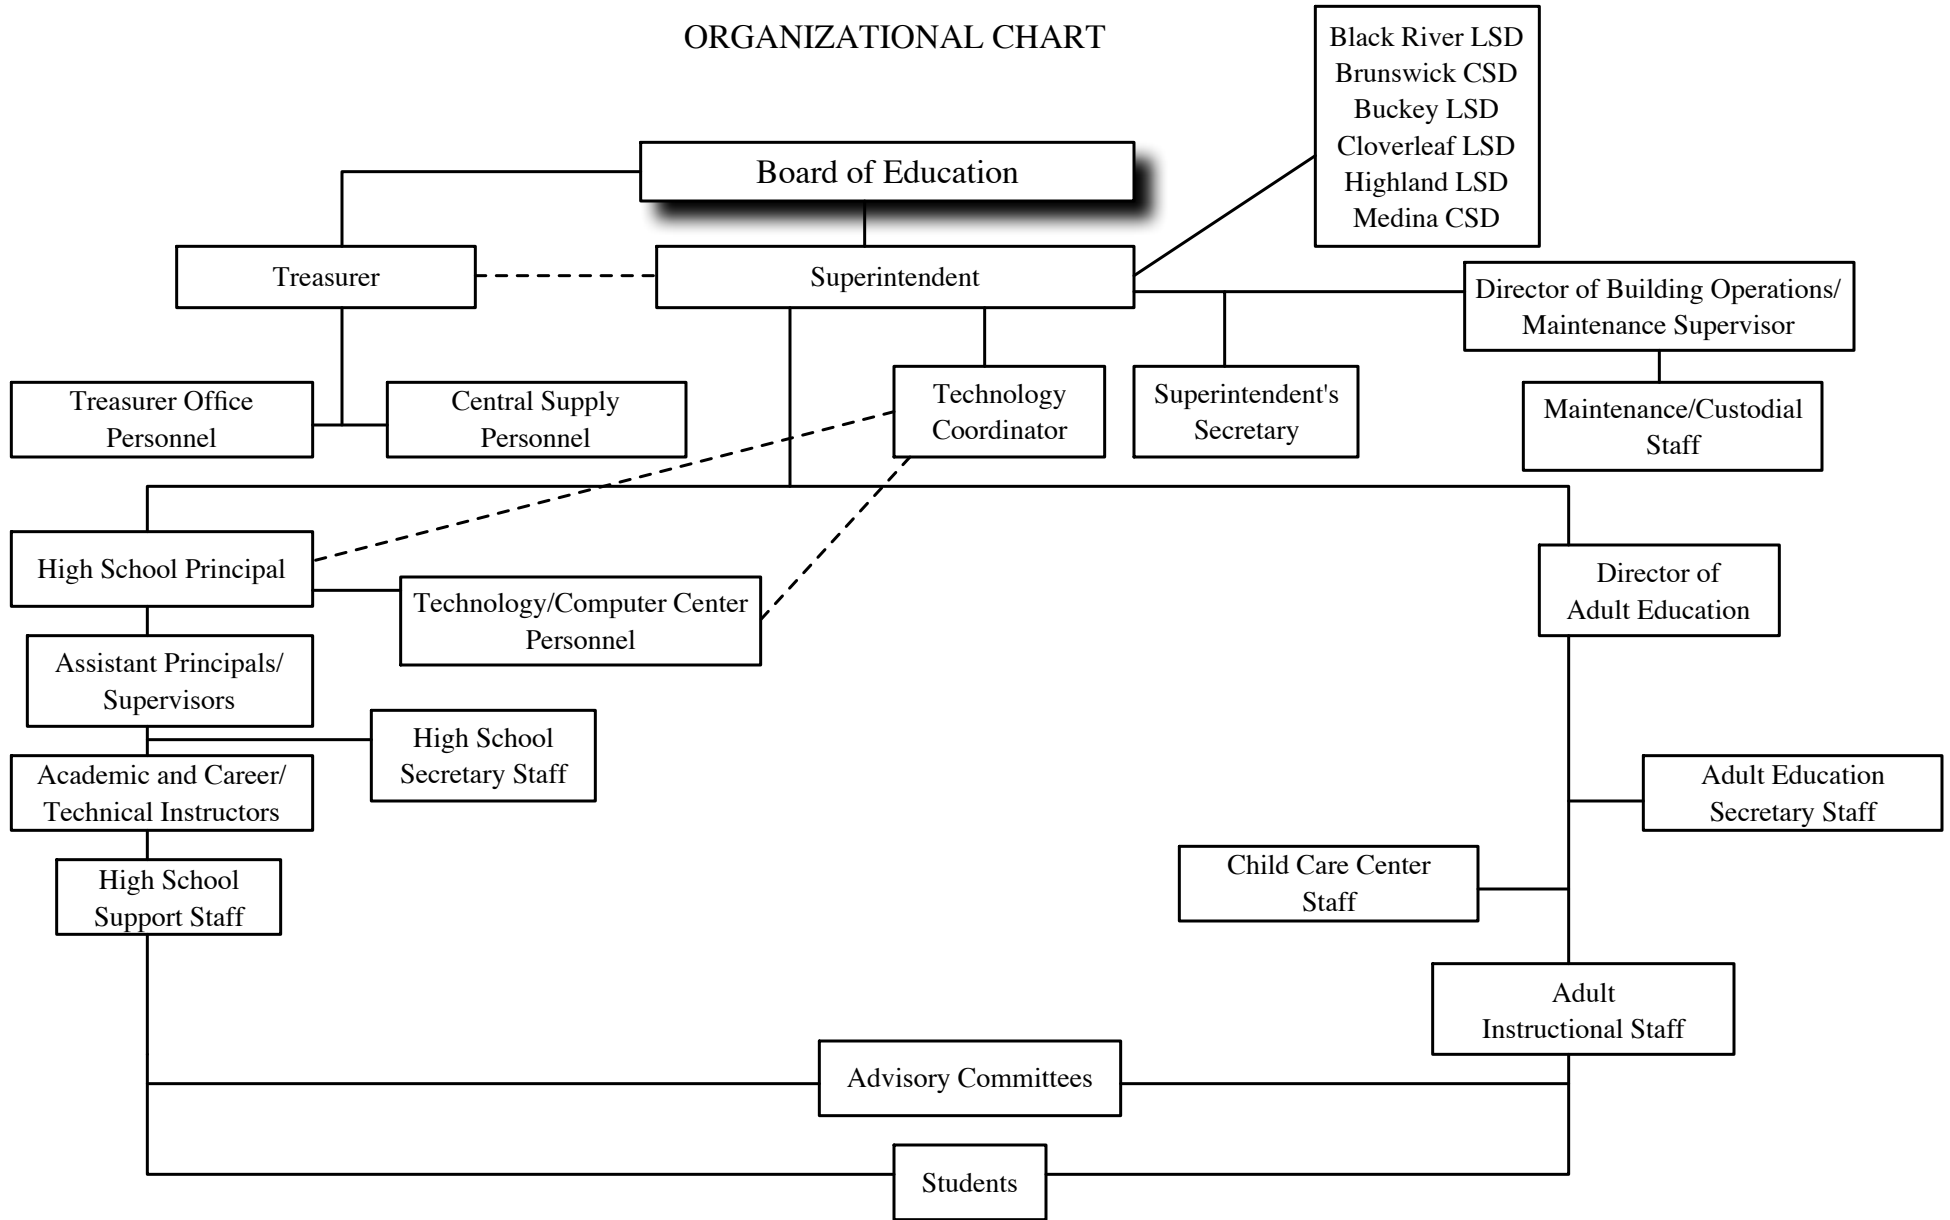 ORGANIZATIONAL CHART
Black River LSD
Brunswick CSD
Buckey LSD
Cloverleaf LSD
Highland LSD
Medina CSD
Board of Education
Treasurer
Superintendent
Director of Building Operations/
Maintenance Supervisor
Treasurer Office
Personnel
Central Supply
Personnel
Technology
Coordinator
Superintendent's
Secretary
Maintenance/Custodial
Staff
High School Principal
Technology/Computer Center
Personnel
Director of
Adult Education
Assistant Principals/
Supervisors
High School
Secretary Staff
Academic and Career/
Technical Instructors
Adult Education
Secretary Staff
High School
Support Staff
Child Care Center
Staff
Adult
Instructional Staff
Advisory Committees
Students